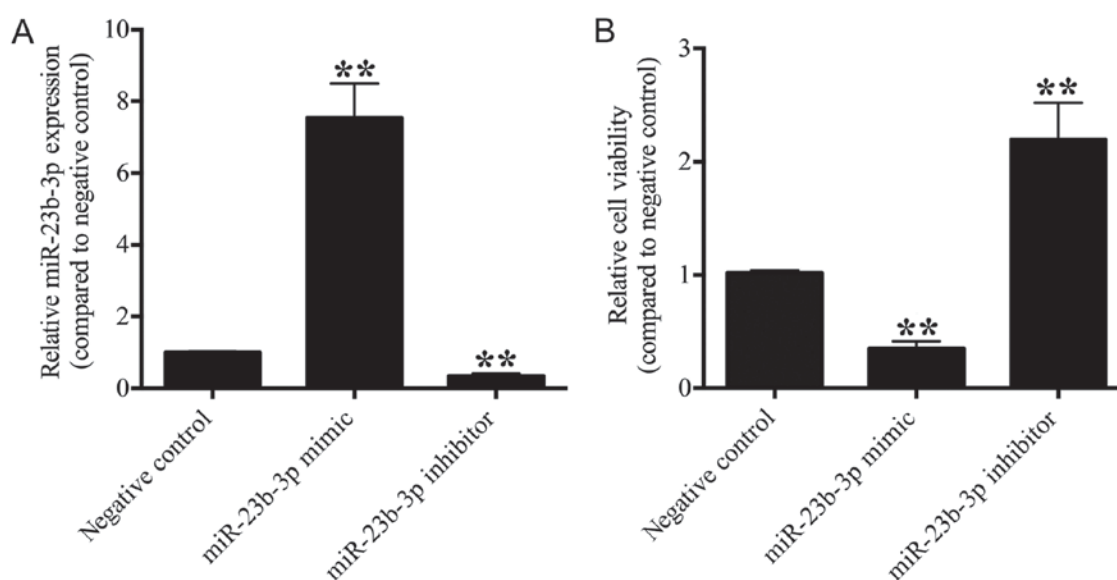 A
Relative miR-23b-3p expression
(compared to negative control)
10
8
6
4
2
0
**
**
Negative control
miR-23b-3p mimic
miR-23b-3p inhibitor
B
Relative cell viability
(compared to negative control)
3
2
1
0
**
**
Negative control
miR-23b-3p mimic
miR-23b-3p inhibitor